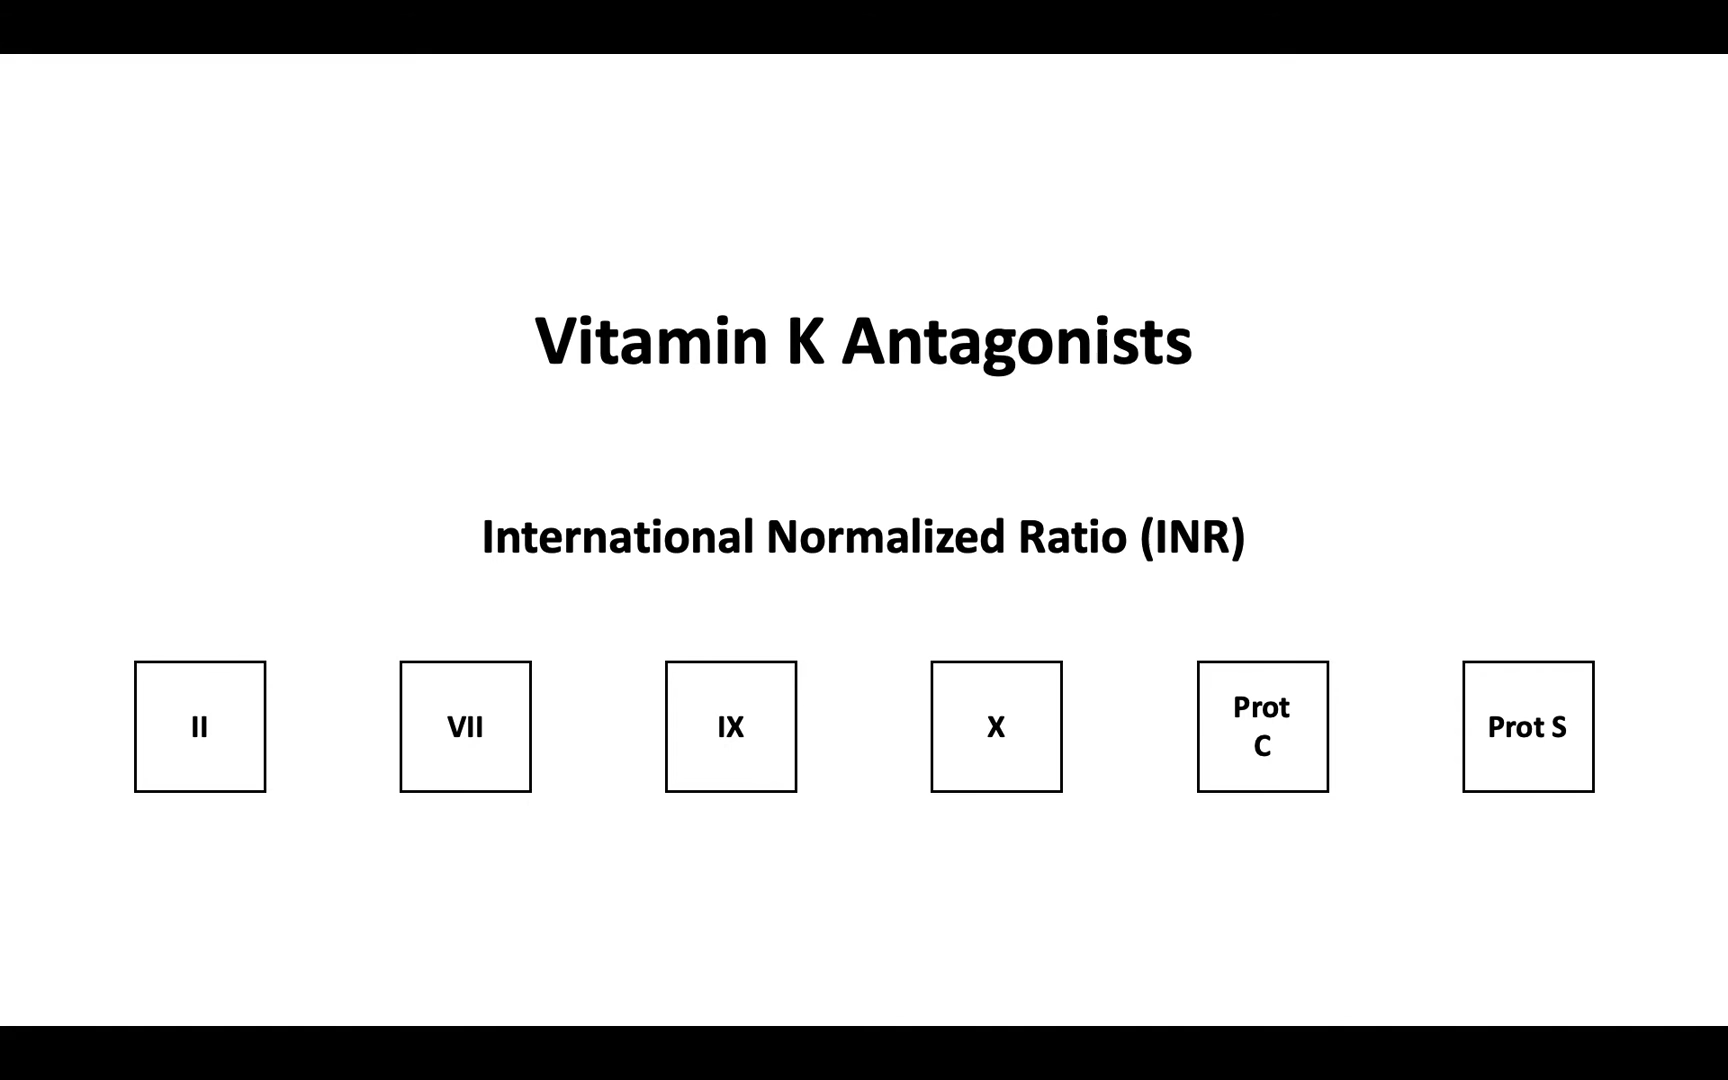 Vitamin K Antagonists
International Normalized Ratio (INR)
II
VII
IX
X
Prot
C
Prot S